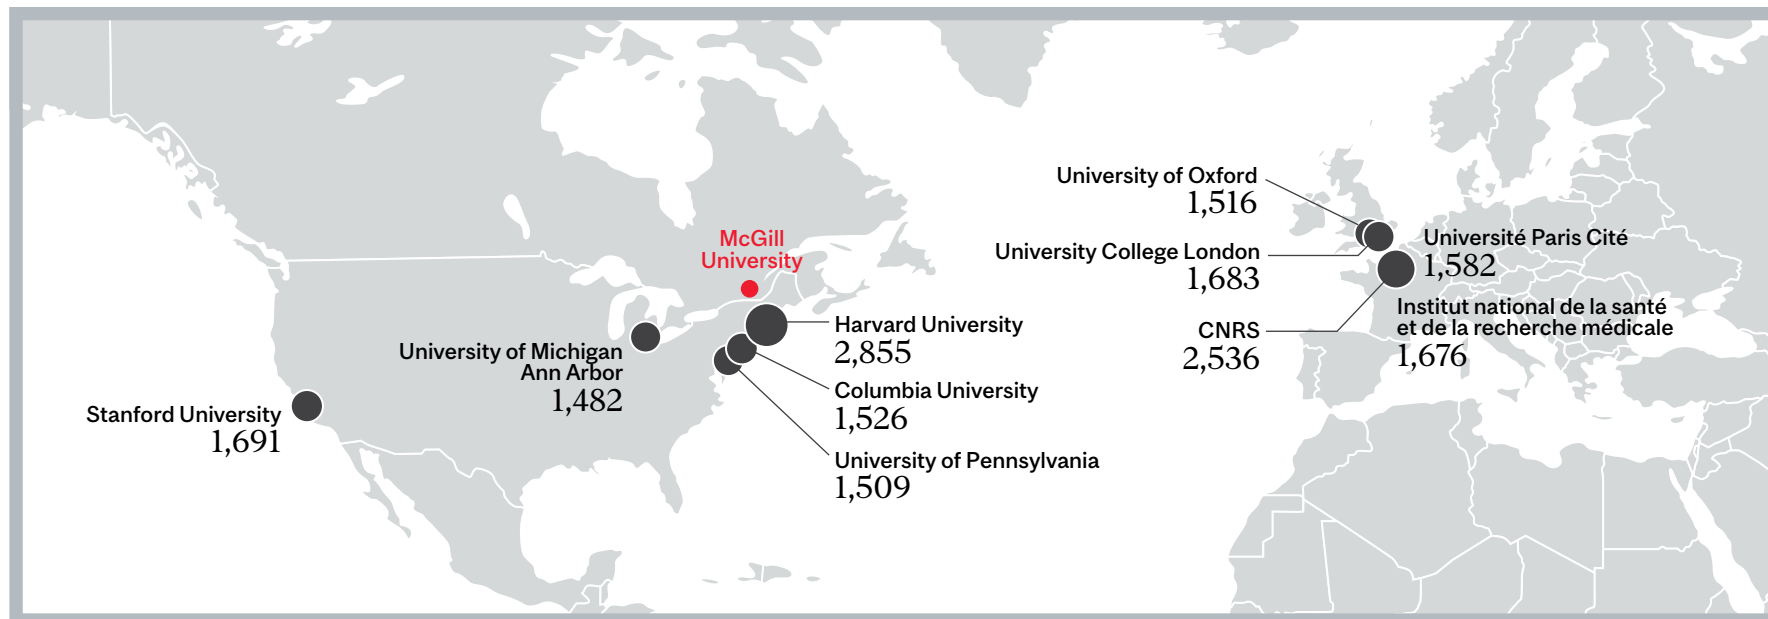 McGill
University
University of Michigan
Ann Arbor
1,482
Stanford University
1,691
Harvard University
2,855
Columbia University
1,526
University of Pennsylvania
1,509
University of Oxford
1,516
University College London
1,683
CNRS
2,536
Université Paris Cité
1,582
Institut national de la santé
et de la recherche médicale
1,676